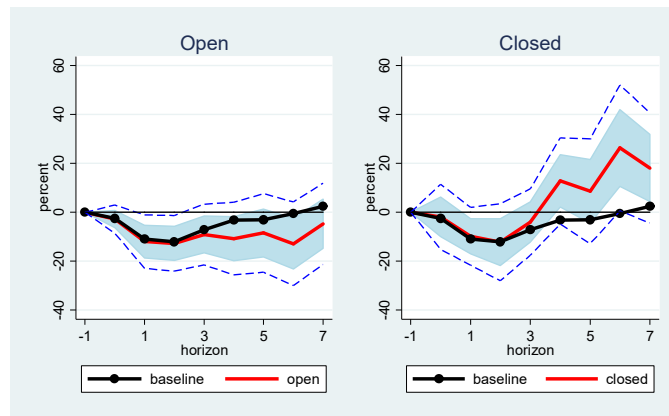 Open
percent
60
40
20
0
-20
-40
-1
1
3
5
7
horizon
baseline
open
Closed
percent
60
40
20
0
-20
-40
-1
1
3
5
7
horizon
baseline
closed